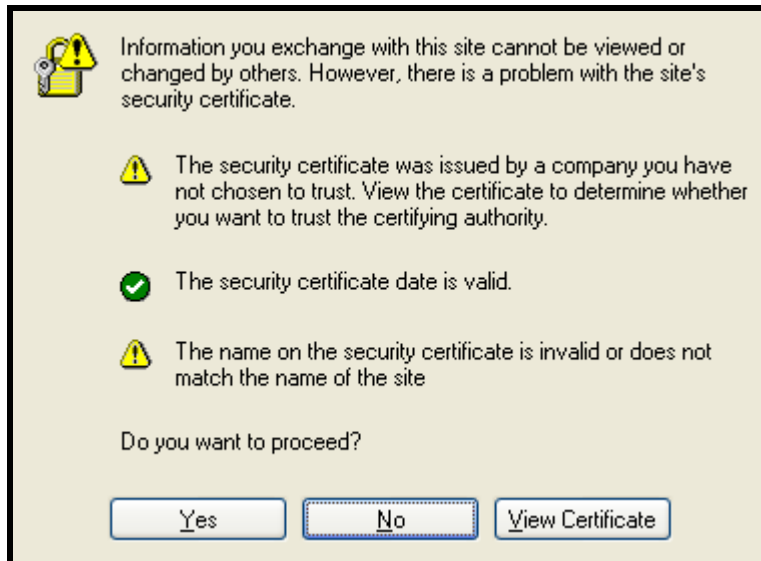 Information you exchange with this site cannot be viewed or
changed by others. However, there is a problem with the site's
security certificate.
The security certificate was issued by a company you have
not chosen to trust. View the certificate to determine whether
you want to trust the certifying authority.
The security certificate date is valid.
The name on the security certificate is invalid or does not
match the name of the site
Do you want to proceed?
Yes No View Certificate